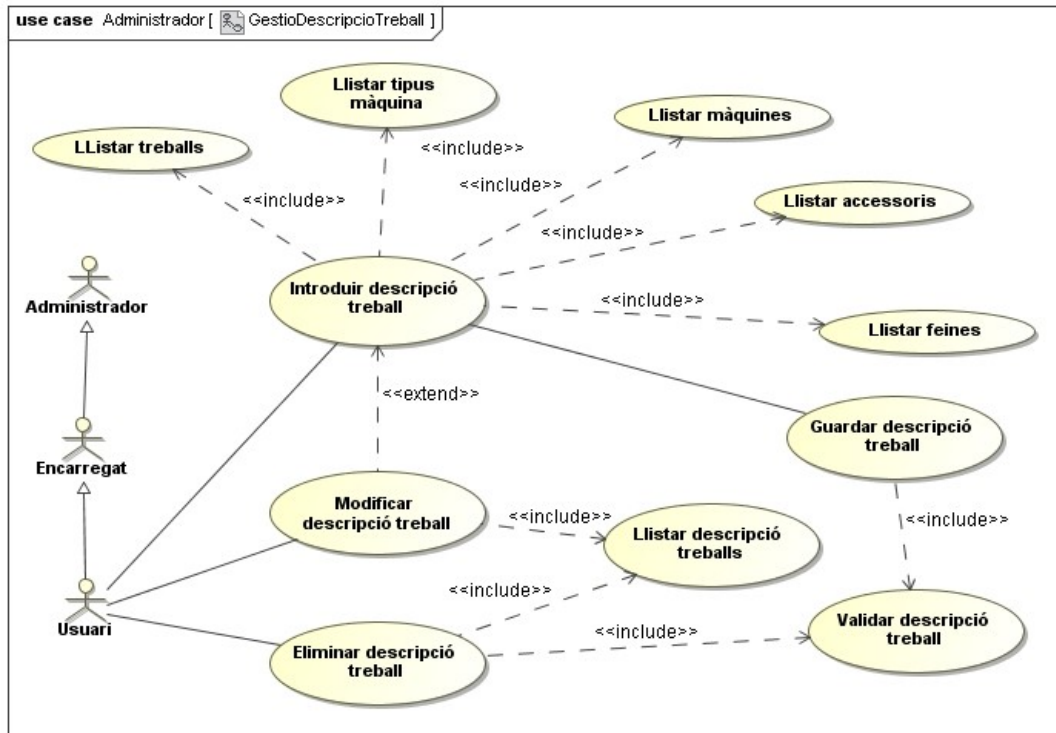 use case Administrador [ GestioDescripcioTreball ]
Llistar tipus
màquina
Llistar màquines
LListar treballs
<<include>>
<<include>>
<<include>>
Llistar accessoris
<<include>>
Administrador
Introduir descripció
treball
<<include>>
Llistar feines
<<extend>>
Guardar descripció
treball
Encarregat
Modificar
descripció treball
<<include>>
<<include>>
Llistar descripció
treballs
<<include>>
Usuari
Eliminar descripció
treball
<<include>>
Validar descripció
treball